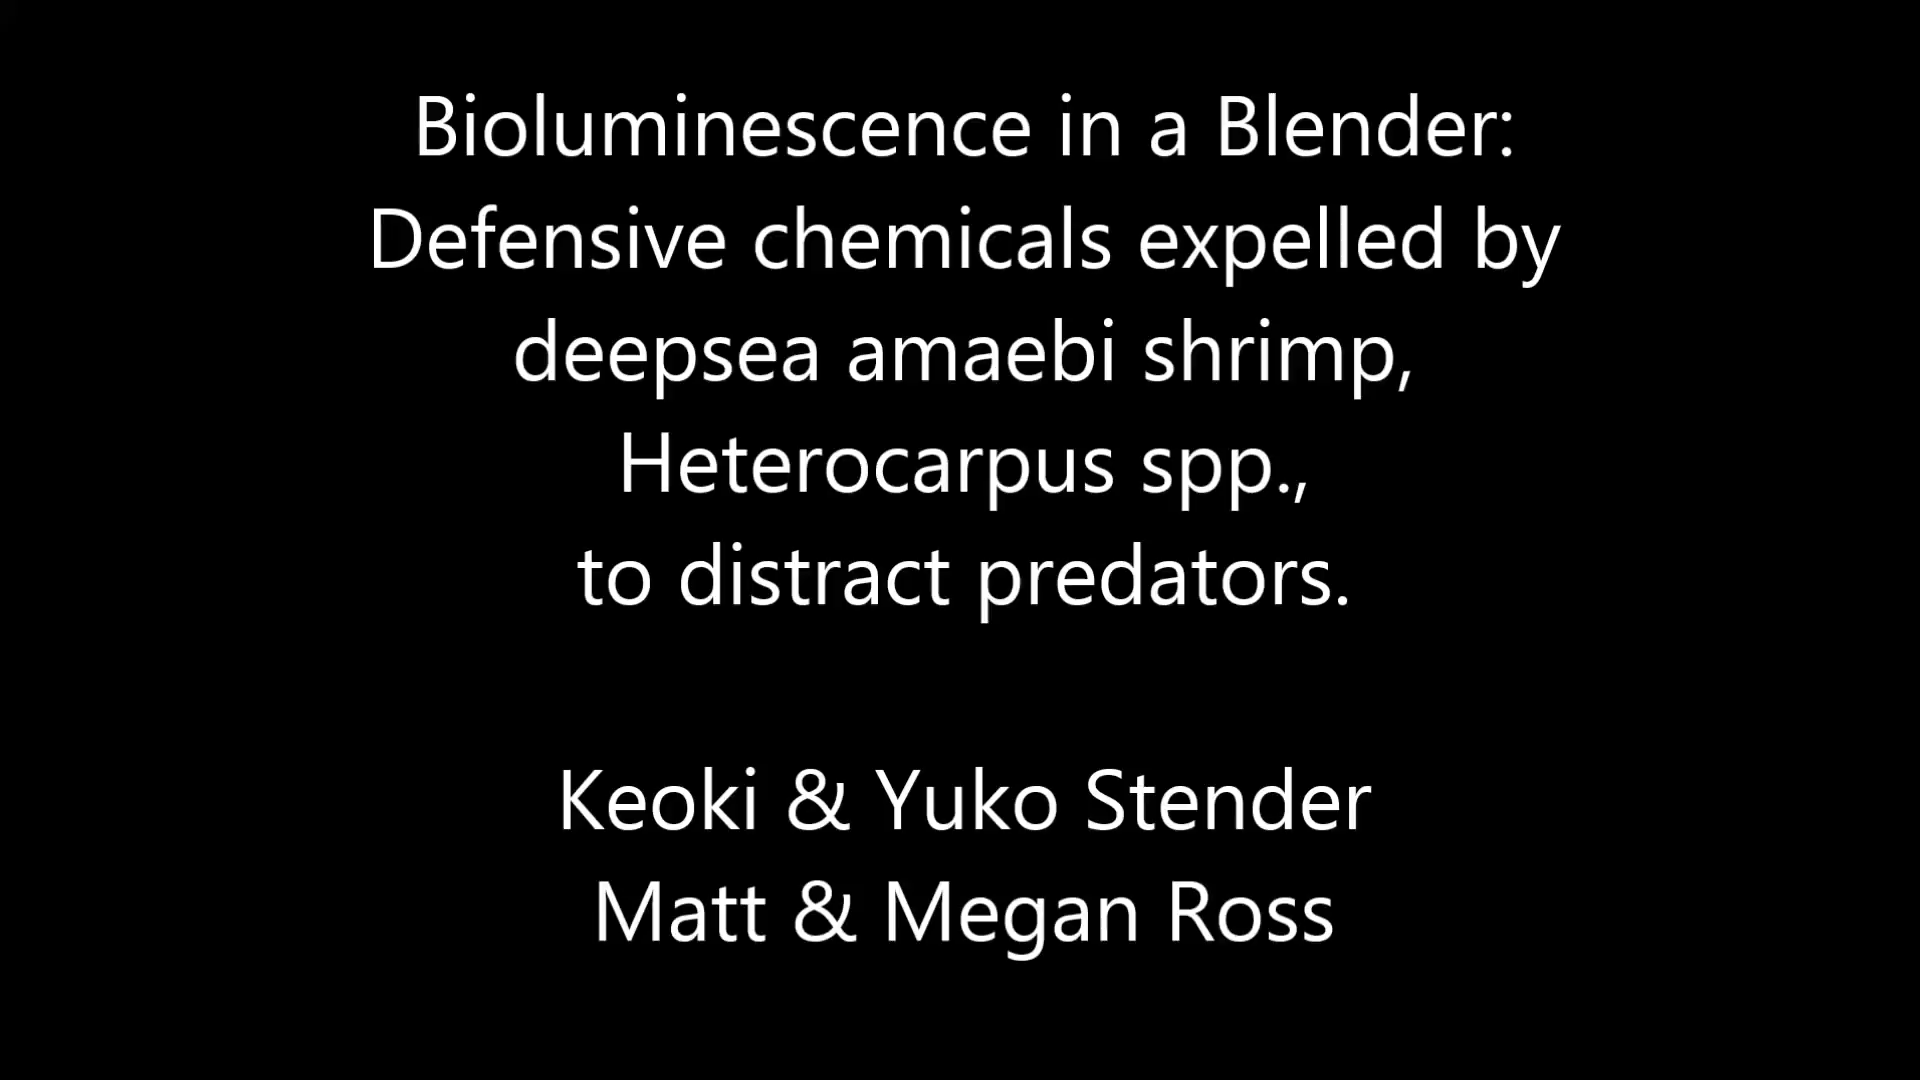 Bioluminescence in a Blender:
Defensive chemicals expelled by
deepsea amaebi shrimp,
Heterocarpus spp.,
to distract predators.
Keoki & Yuko Stender
Matt & Megan Ross